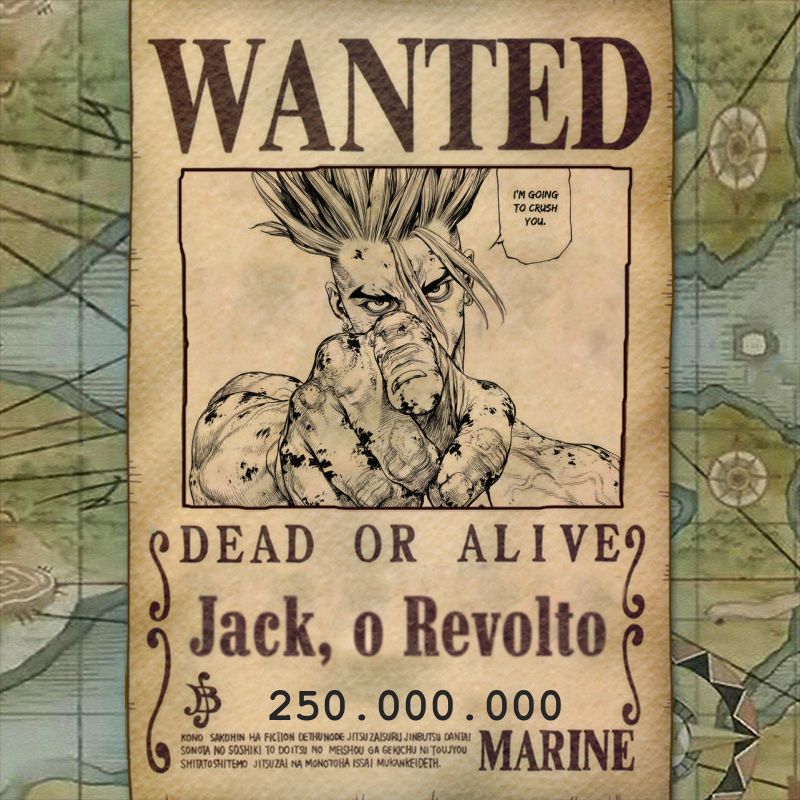 WANTED
I'M GOING
TO CRUSH
YOU.
DEAD OR ALIVE
Jack, o Revolto
250.000.000
KONO SAKUHIN HA FICTION DETHUNODE JITSUZAISURU JINBUTSU DANTAI
SONOTA NO SOSHIKI TO DOITSU NO MEISHOU GA GEKICHU NI TOUJYOU
SHITATOSHITEMO JITSUZAI NA MONOTOHA ISSAI MUKANKEIDETH.
MARINE